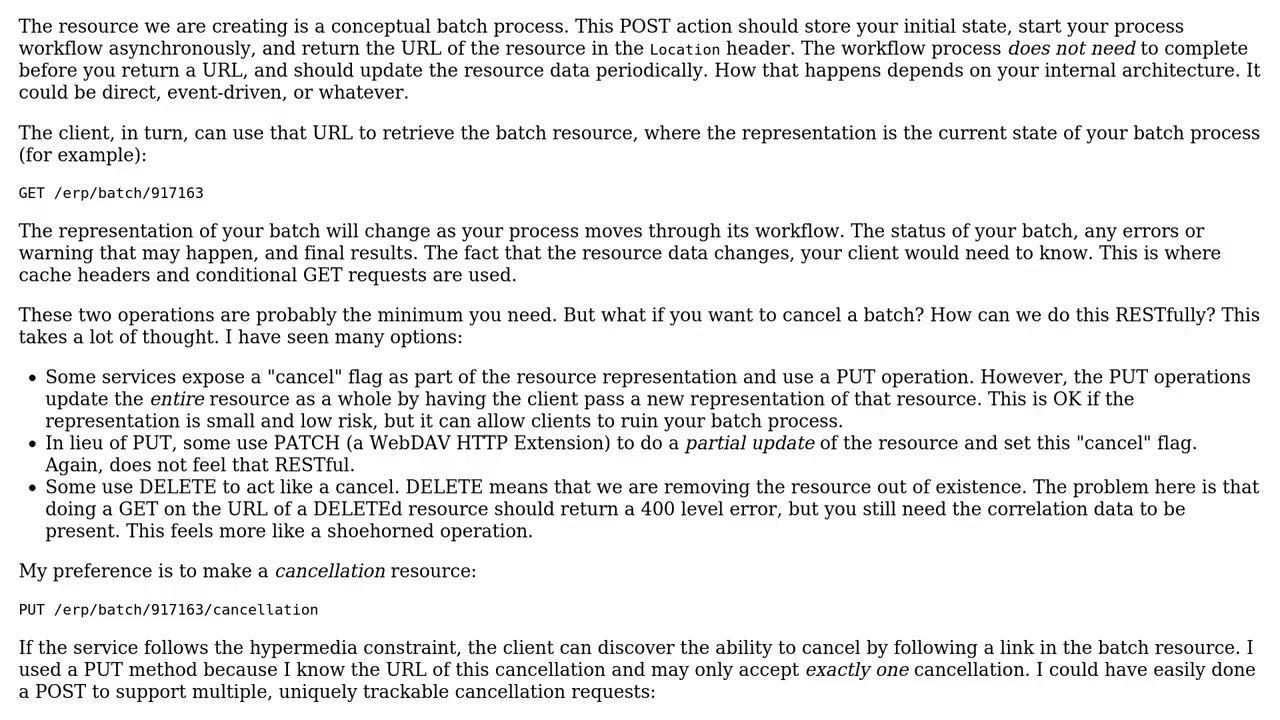 The resource we are creating is a conceptual batch process. This POST action should store your initial state, start your process
workflow asynchronously, and return the URL of the resource in the Location header. The workflow process does not need to complete
before you return a URL, and should update the resource data periodically. How that happens depends on your internal architecture. It
could be direct, event-driven, or whatever.
The client, in turn, can use that URL to retrieve the batch resource, where the representation is the current state of your batch process
(for example):
GET /erp/batch/917163
The representation of your batch will change as your process moves through its workflow. The status of your batch, any errors or
warning that may happen, and final results. The fact that the resource data changes, your client would need to know. This is where
cache headers and conditional GET requests are used.
These two operations are probably the minimum you need. But what if you want to cancel a batch? How can we do this RESTfully? This
takes a lot of thought. I have seen many options:
• Some services expose a "cancel" flag as part of the resource representation and use a PUT operation. However, the PUT operations
update the entire resource as a whole by having the client pass a new representation of that resource. This is OK if the
representation is small and low risk, but it can allow clients to ruin your batch process.
• In lieu of PUT, some use PATCH (a WebDAV HTTP Extension) to do a partial update of the resource and set this "cancel" flag.
Again, does not feel that RESTful.
• Some use DELETE to act like a cancel. DELETE means that we are removing the resource out of existence. The problem here is that
doing a GET on the URL of a DELETEd resource should return a 400 level error, but you still need the correlation data to be
present. This feels more like a shoehorned operation.
My preference is to make a cancellation resource:
PUT /erp/batch/917163/cancellation
If the service follows the hypermedia constraint, the client can discover the ability to cancel by following a link in the batch resource. I
used a PUT method because I know the URL of this cancellation and may only accept exactly one cancellation. I could have easily done
a POST to support multiple, uniquely trackable cancellation requests: